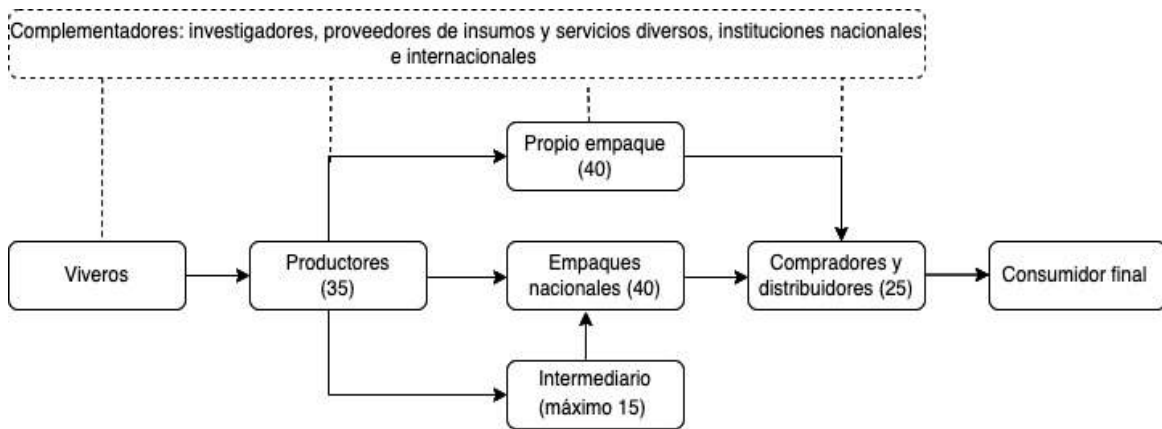 Complementadores: investigadores, proveedores de insumos y servicios diversos, instituciones nacionales
e internacionales
Propio empaque
(40)
Viveros
Productores
(35)
Empaques
nacionales (40)
Compradores y
distribuidores (25)
Consumidor final
Intermediario
(máximo 15)